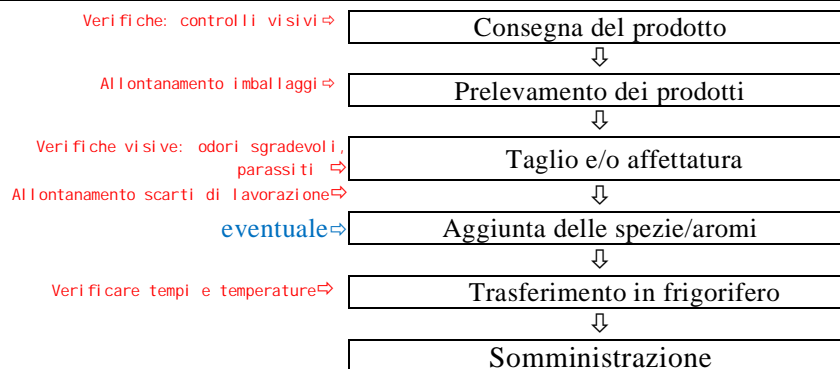 Verifiche: controlli visivi⇨ Consegna del prodotto
⇩
Allontanamento imballaggi⇨ Prelevamento dei prodotti
⇩
Verifiche visive: odori sgradevoli,
parassiti ⇨ Taglio e/o affettatura
Allontanamento scarti di lavorazione⇨ ⇩
eventuale⇨ Aggiunta delle spezie/aromi
⇩
Verificare tempi e temperature⇨ Trasferimento in frigorifero
⇩
Somministrazione